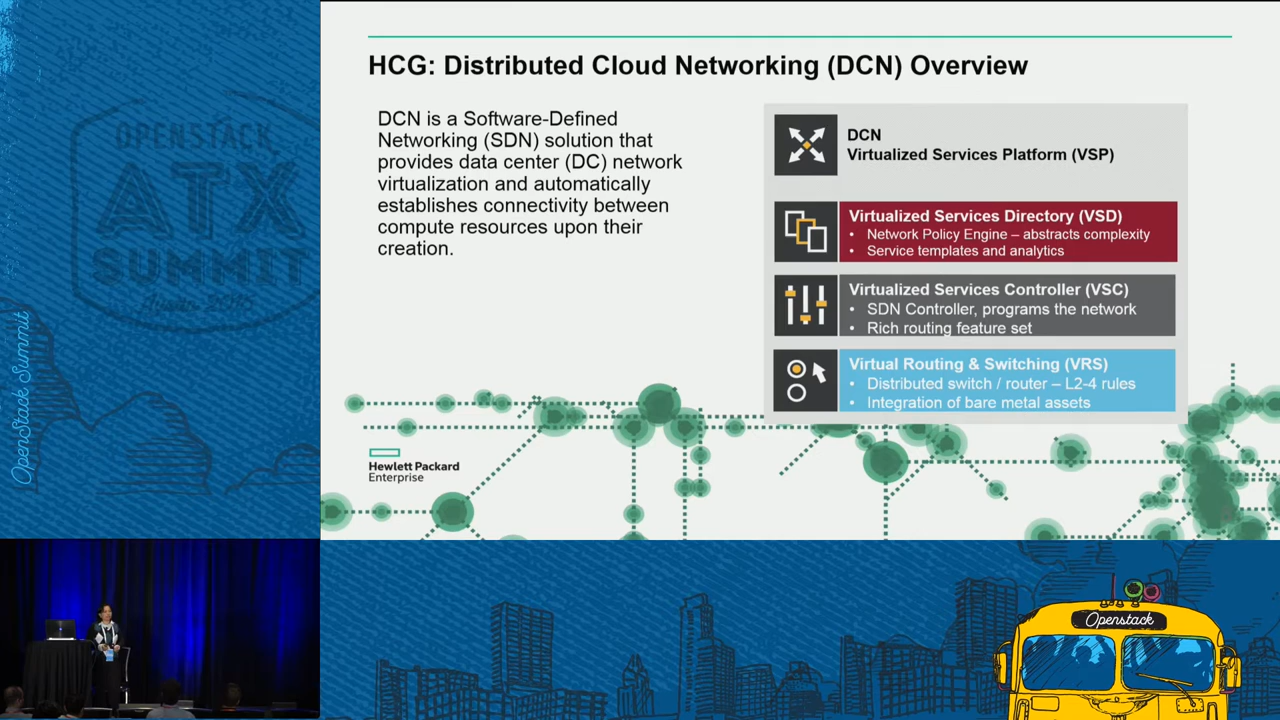 OPENSTACK
ATX
SUMMIT
OpenStack Summit
HCG: Distributed Cloud Networking (DCN) Overview
DCN is a Software-Defined
Networking (SDN) solution that
provides data center (DC) network
virtualization and automatically
establishes connectivity between
compute resources upon their
creation.
DCN
Virtualized Services Platform (VSP)
Virtualized Services Directory (VSD)
• Network Policy Engine – abstracts complexity
• Service templates and analytics
Virtualized Services Controller (VSC)
• SDN Controller, programs the network
• Rich routing feature set
Virtual Routing & Switching (VRS)
• Distributed switch / router – L2-4 rules
• Integration of bare metal assets
Hewlett Packard
Enterprise
Openstack